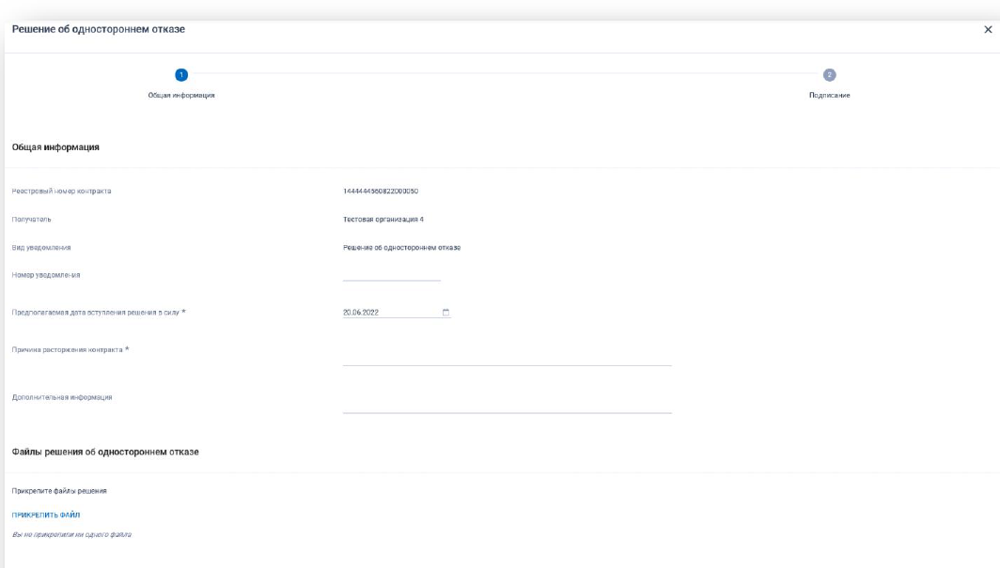 Решение об одностороннем отказе
1
2
Общая информация
Подписание
Общая информация
Реестровый номер контракта
1444444560822000050
Получатель
Тестовая организация 4
Вид уведомления
Решение об одностороннем отказе
Номер уведомления
Предполагаемая дата вступления решения в силу *
20.06.2022
Причина расторжения контракта *
Дополнительная информация
Файлы решения об одностороннем отказе
Прикрепите файлы решения
ПРИКРЕПИТЬ ФАЙЛ
Вы не прикрепили ни одного файла